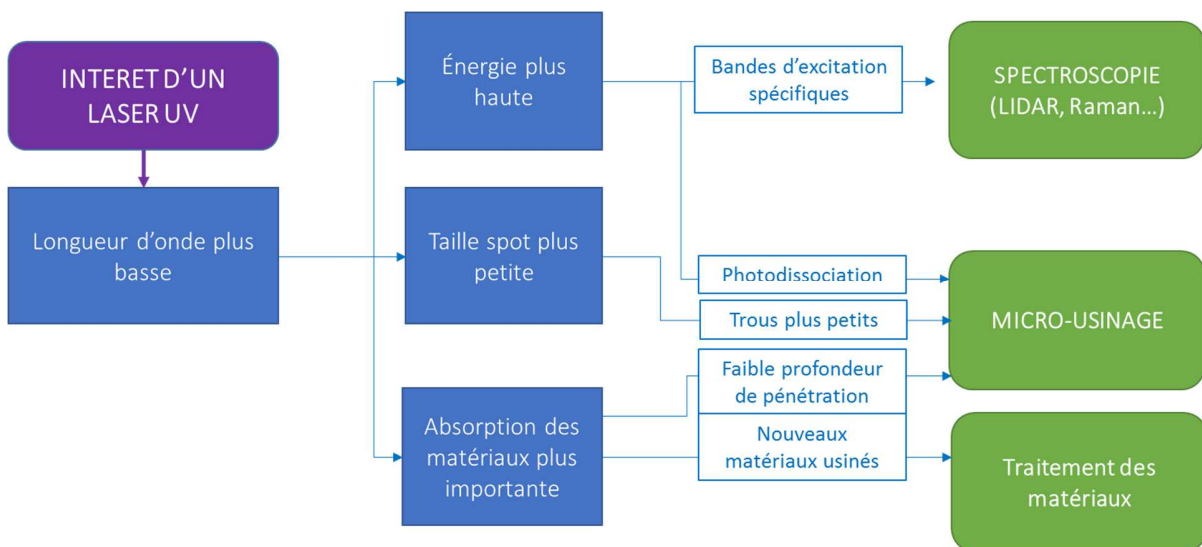 INTERET D'UN
LASER UV
Longueur d'onde plus
basse
Énergie plus
haute
Taille spot plus
petite
Absorption des
matériaux plus
importante
Bandes d'excitation
spécifiques
Photodissociation
Trous plus petits
Faible profondeur
de pénétration
Nouveaux
matériaux usinés
SPECTROSCOPIE
(LIDAR, Raman...)
MICRO-USINAGE
Traitement des
matériaux